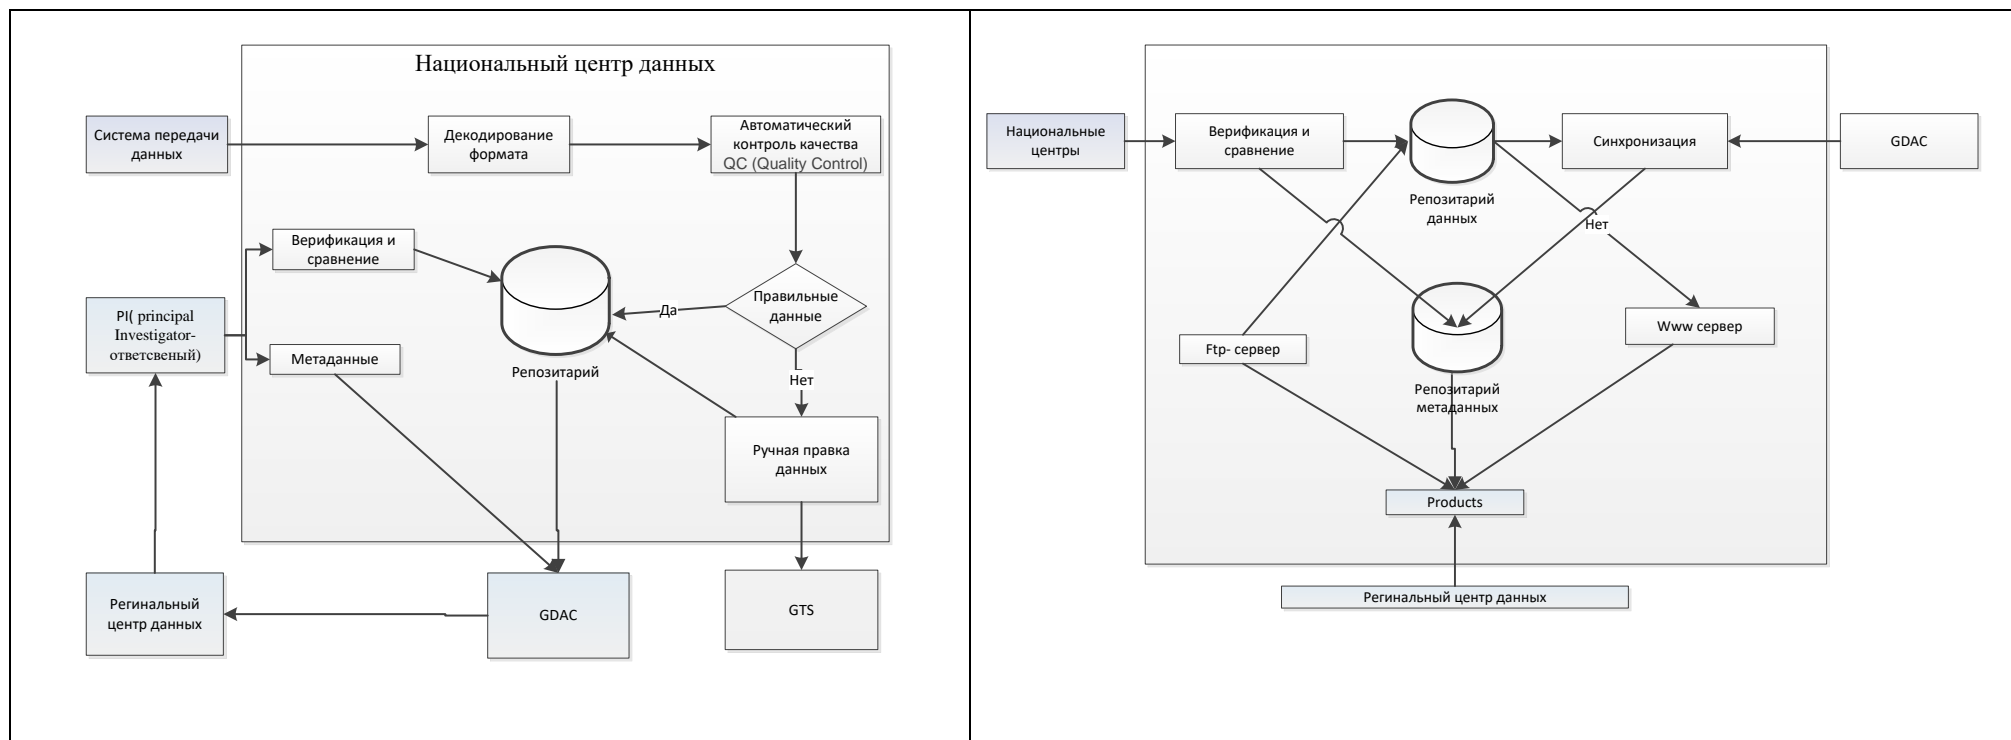 Национальный центр данных
Система передачи
данных
Декодирование
формата
Автоматический
контроль качества
QC (Quality Control)
Верификация и
сравнение
Правильные
данные
Да
PI( principal
Investigator-
ответсвеный)
Метаданные
Репозитарий
Нет
Ручная правка
данных
Регинальный
центр данных
GDAC
GTS
Национальные
центры
Верификация и
сравнение
Синхронизация
GDAC
Репозитарий
данных
Нет
Www сервер
Ftp- сервер
Репозитарий
метаданных
Products
Регинальный центр данных